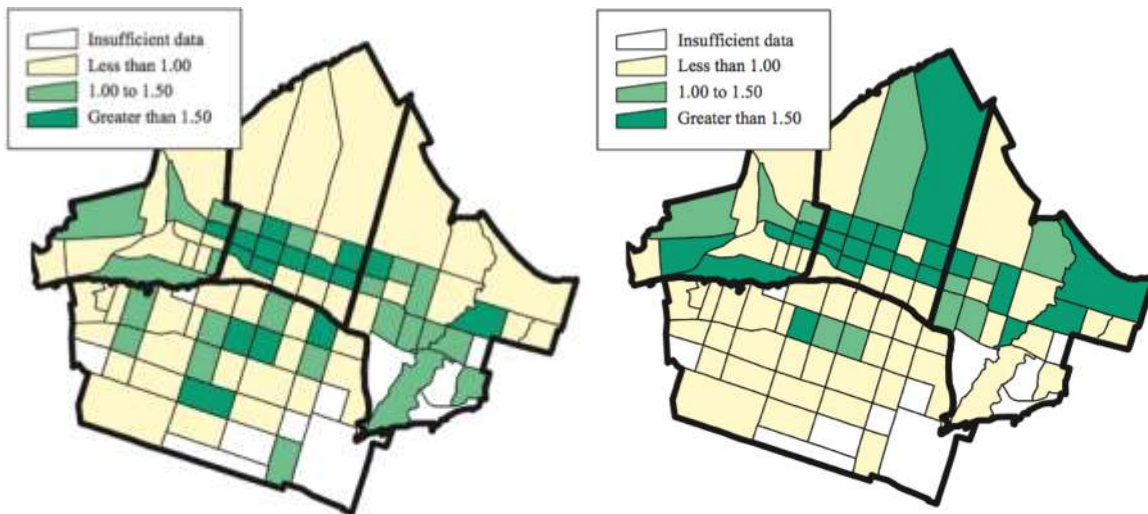 Insufficient data
Less than 1.00
1.00 to 1.50
Greater than 1.50
Insufficient data
Less than 1.00
1.00 to 1.50
Greater than 1.50